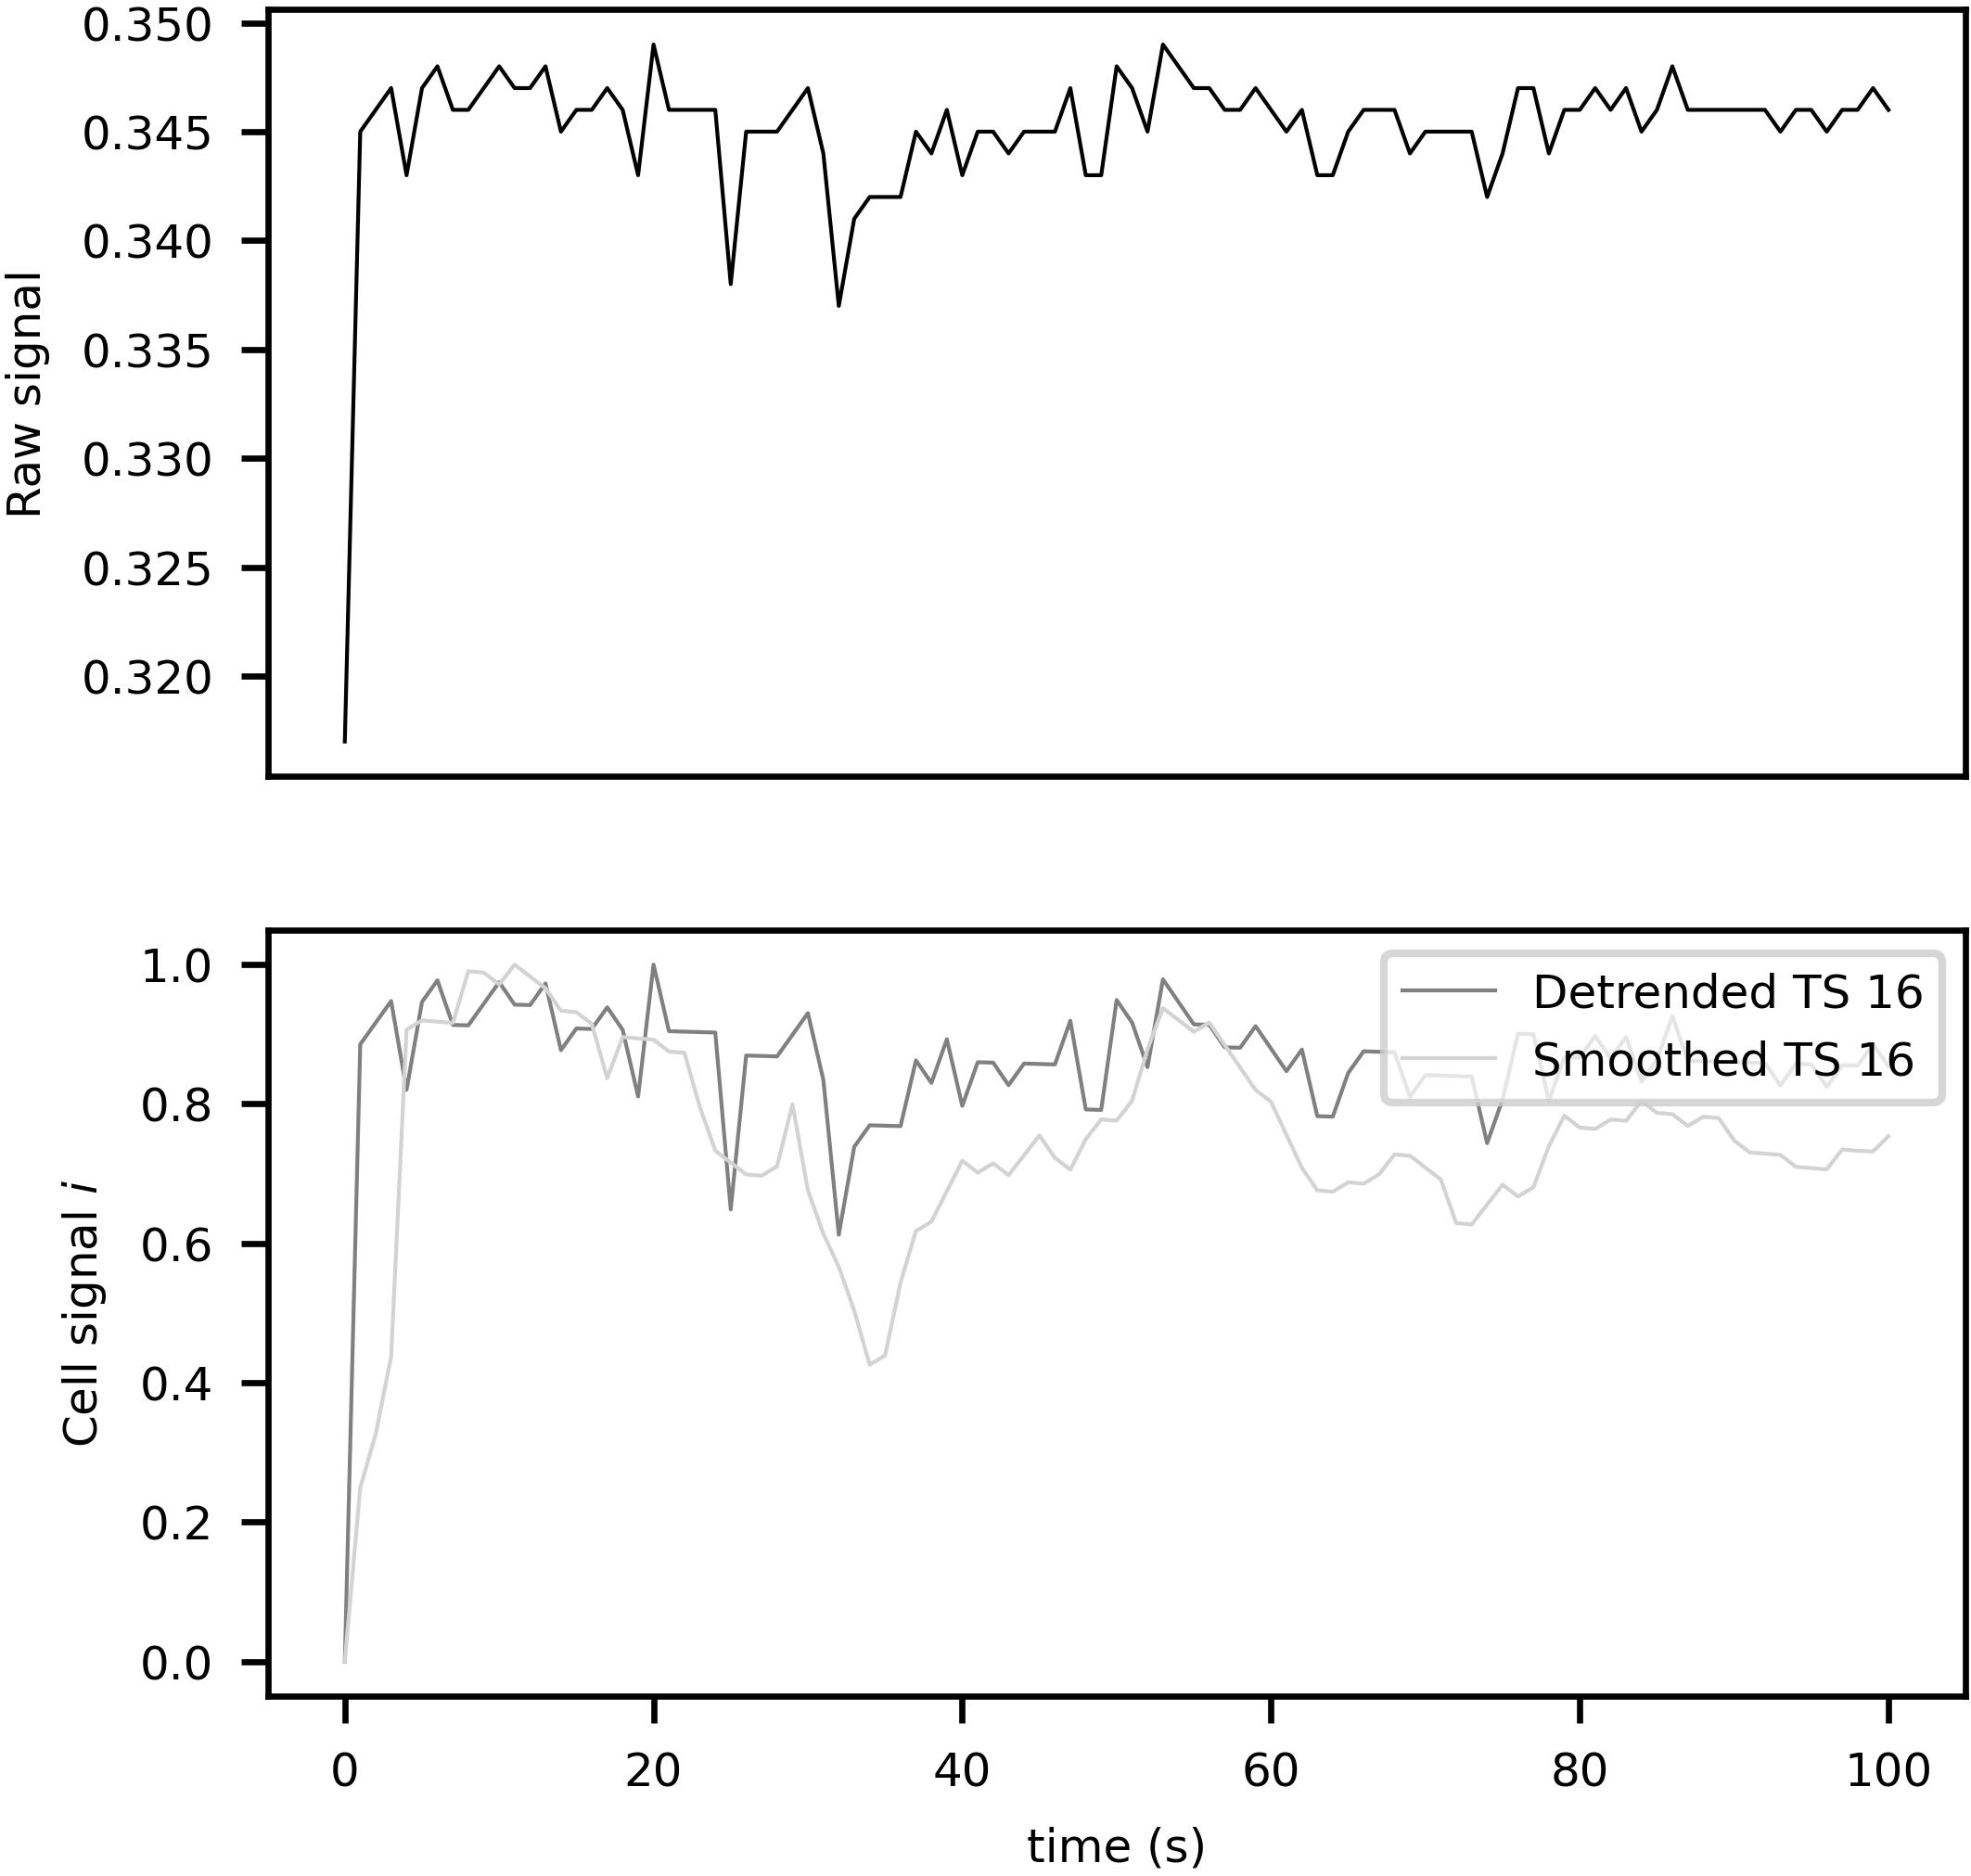 0.350
0.345
0.340
0.335
0.330
0.325
0.320
Raw signal
1.0
0.8
0.6
0.4
0.2
0.0
Cell signal i
Detrended TS 16
Smoothed TS 16
0 20 40 60 80 100
time (s)